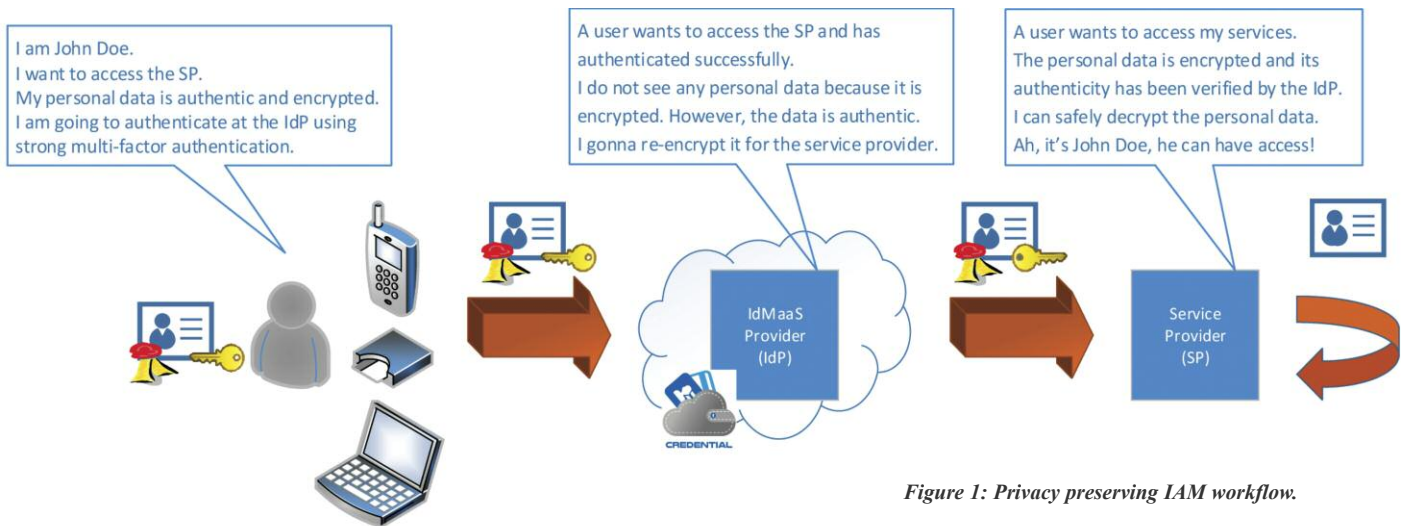 I am John Doe.
I want to access the SP.
My personal data is authentic and encrypted.
I am going to authenticate at the IdP using
strong multi-factor authentication.
A user wants to access the SP and has
authenticated successfully.
I do not see any personal data because it is
encrypted. However, the data is authentic.
I gonna re-encrypt it for the service provider.
A user wants to access my services.
The personal data is encrypted and its
authenticity has been verified by the IdP.
I can safely decrypt the personal data.
Ah, it's John Doe, he can have access!
IdMaaS
Provider
(IdP)
Service
Provider
(SP)
CREDENTIAL
Figure 1: Privacy preserving IAM workflow.